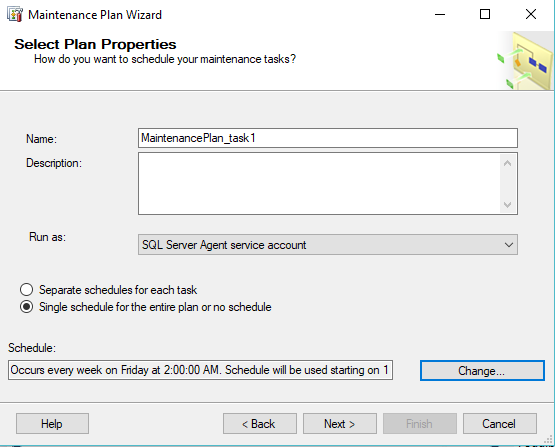 Maintenance Plan Wizard
Select Plan Properties
How do you want to schedule your maintenance tasks?
Name:
MaintenancePlan_task1
Description:
Run as:
SQL Server Agent service account
Separate schedules for each task
Single schedule for the entire plan or no schedule
Schedule:
Occurs every week on Friday at 2:00:00 AM. Schedule will be used starting on 1
Change...
Help
< Back
Next >
Finish
Cancel